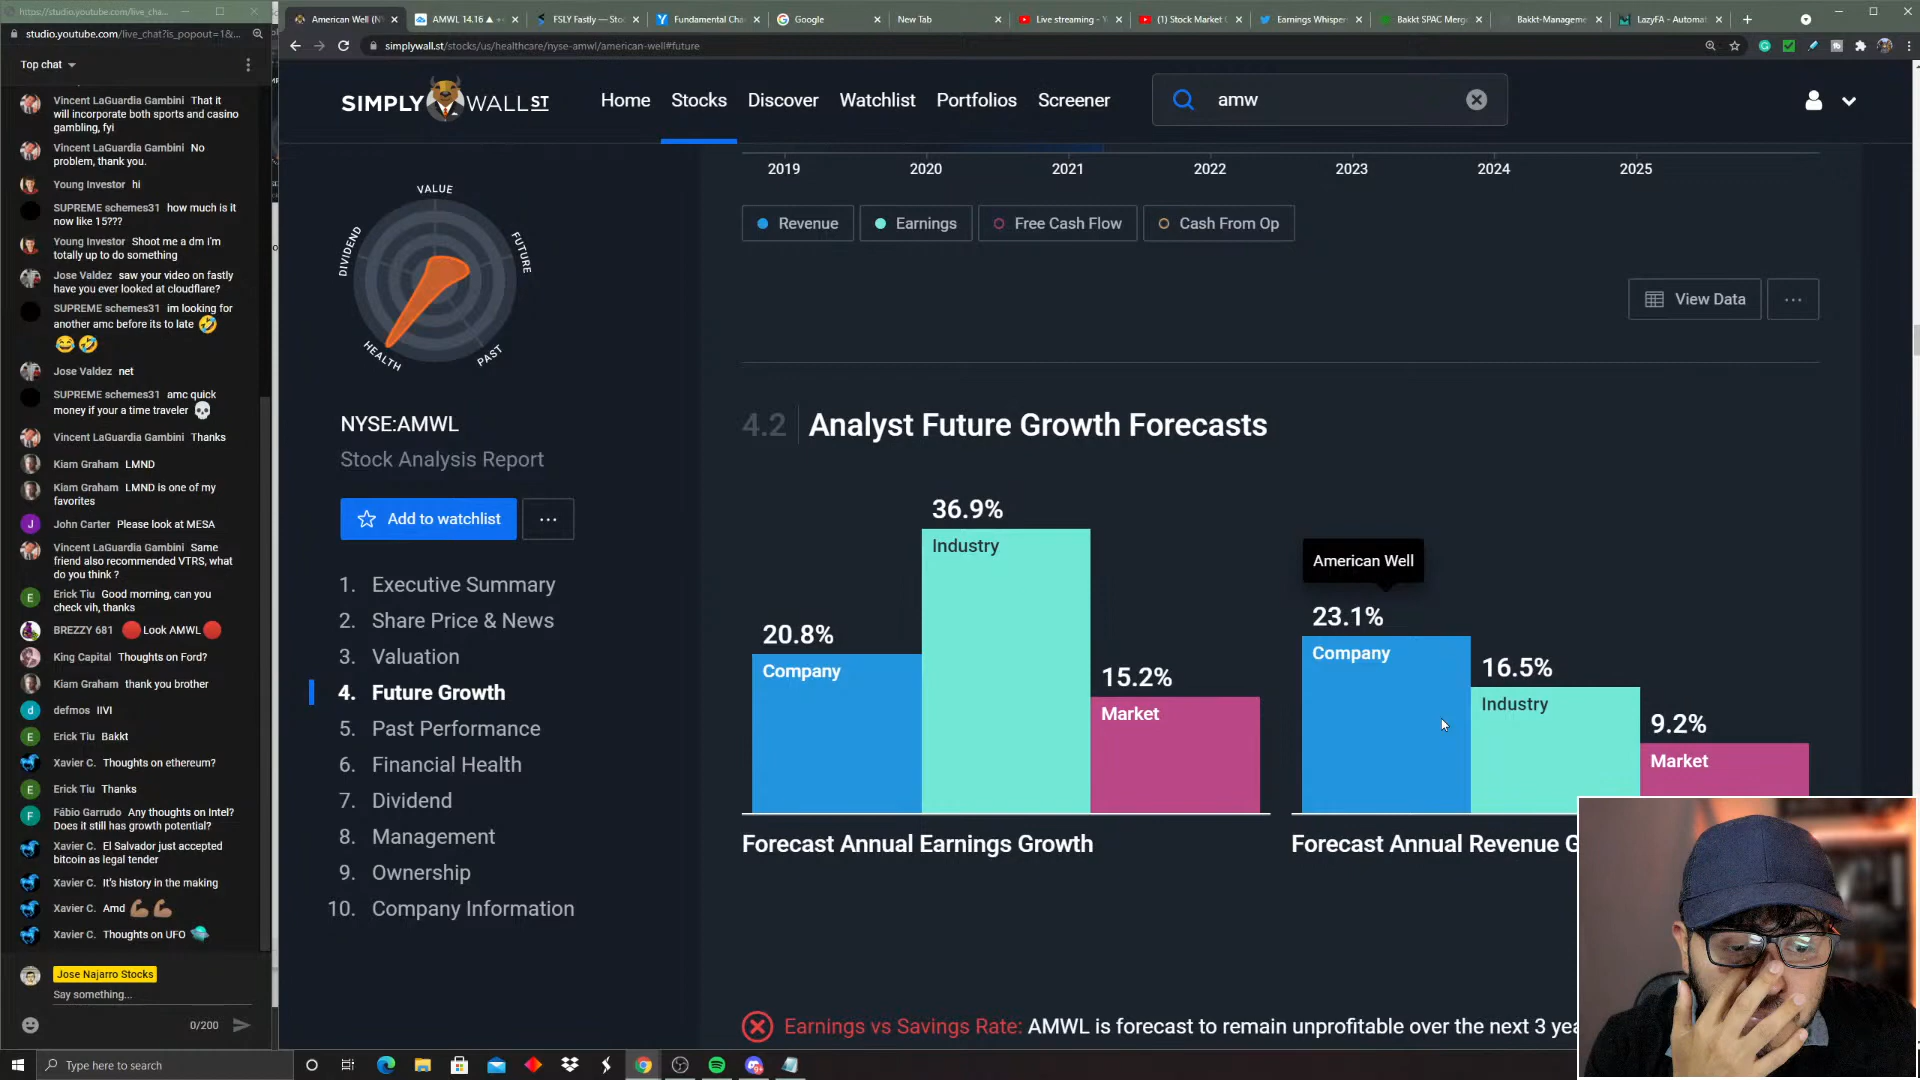 https://studio.youtube.com/live_cha...
studio.youtube.com/live_chat?is_popout=1&...
Top chat
Vincent LaGuardia Gambini That it
will incorporate both sports and casino
gambling, fyi
Vincent LaGuardia Gambini No
problem, thank you.
Young Investor hi
SUPREME schemes31 how much is it
now like 15???
Young Investor Shoot me a dm I'm
totally up to do something
Jose Valdez saw your video on fastly
have you ever looked at cloudflare?
SUPREME schemes31 im looking for
another amc before its to late 🤣
😂 🤣
Jose Valdez net
SUPREME schemes31 amc quick
money if your a time traveler 💀
Vincent LaGuardia Gambini Thanks
Kiam Graham LMND
Kiam Graham LMND is one of my
favorites
J
John Carter Please look at MESA
Vincent LaGuardia Gambini Same
friend also recommended VTRS, what
do you think ?
E
Erick Tiu Good morning, can you
check vih, thanks
BREZZY 681 🔴Look AMWL🔴
King Capital Thoughts on Ford?
Kiam Graham thank you brother
d
defmos IIVI
E
Erick Tiu Bakkt
Xavier C. Thoughts on ethereum?
E
Erick Tiu Thanks
F
Fábio Garrudo Any thoughts on Intel?
Does it still has growth potential?
Xavier C. El Salvador just accepted
bitcoin as legal tender
Xavier C. It's history in the making
Xavier C. Amd 💪🏽 💪🏽
Xavier C. Thoughts on UFO 🛸
Jose Najarro Stocks
Say something...
0/200
American Well (N
AMWL 14.16 ▲
FSLY Fastly — Sto
Fundamental Cha
Google
New Tab
Live streaming - Y
(1) Stock Market
Earnings Whisper
Bakkt SPAC Merg
Bakkt-Manageme
LazyFA - Automat
simplywall.st/stocks/us/healthcare/nyse-amwl/american-well#future
SIMPLY WALL ST
Home
Stocks
Discover
Watchlist
Portfolios
Screener
amw
VALUE
FUTURE
PAST
HEALTH
DIVIDEND
NYSE:AMWL
Stock Analysis Report
Add to watchlist
...
1. Executive Summary
2. Share Price & News
3. Valuation
4. Future Growth
5. Past Performance
6. Financial Health
7. Dividend
8. Management
9. Ownership
10. Company Information
2019 2020 2021 2022 2023 2024 2025
Revenue
Earnings
Free Cash Flow
Cash From Op
View Data
...
4.2 Analyst Future Growth Forecasts
20.8%
Company
36.9%
Industry
15.2%
Market
Forecast Annual Earnings Growth
American Well
23.1%
Company
16.5%
Industry
9.2%
Market
Forecast Annual Revenue G
Earnings vs Savings Rate: AMWL is forecast to remain unprofitable over the next 3 yea
Type here to search